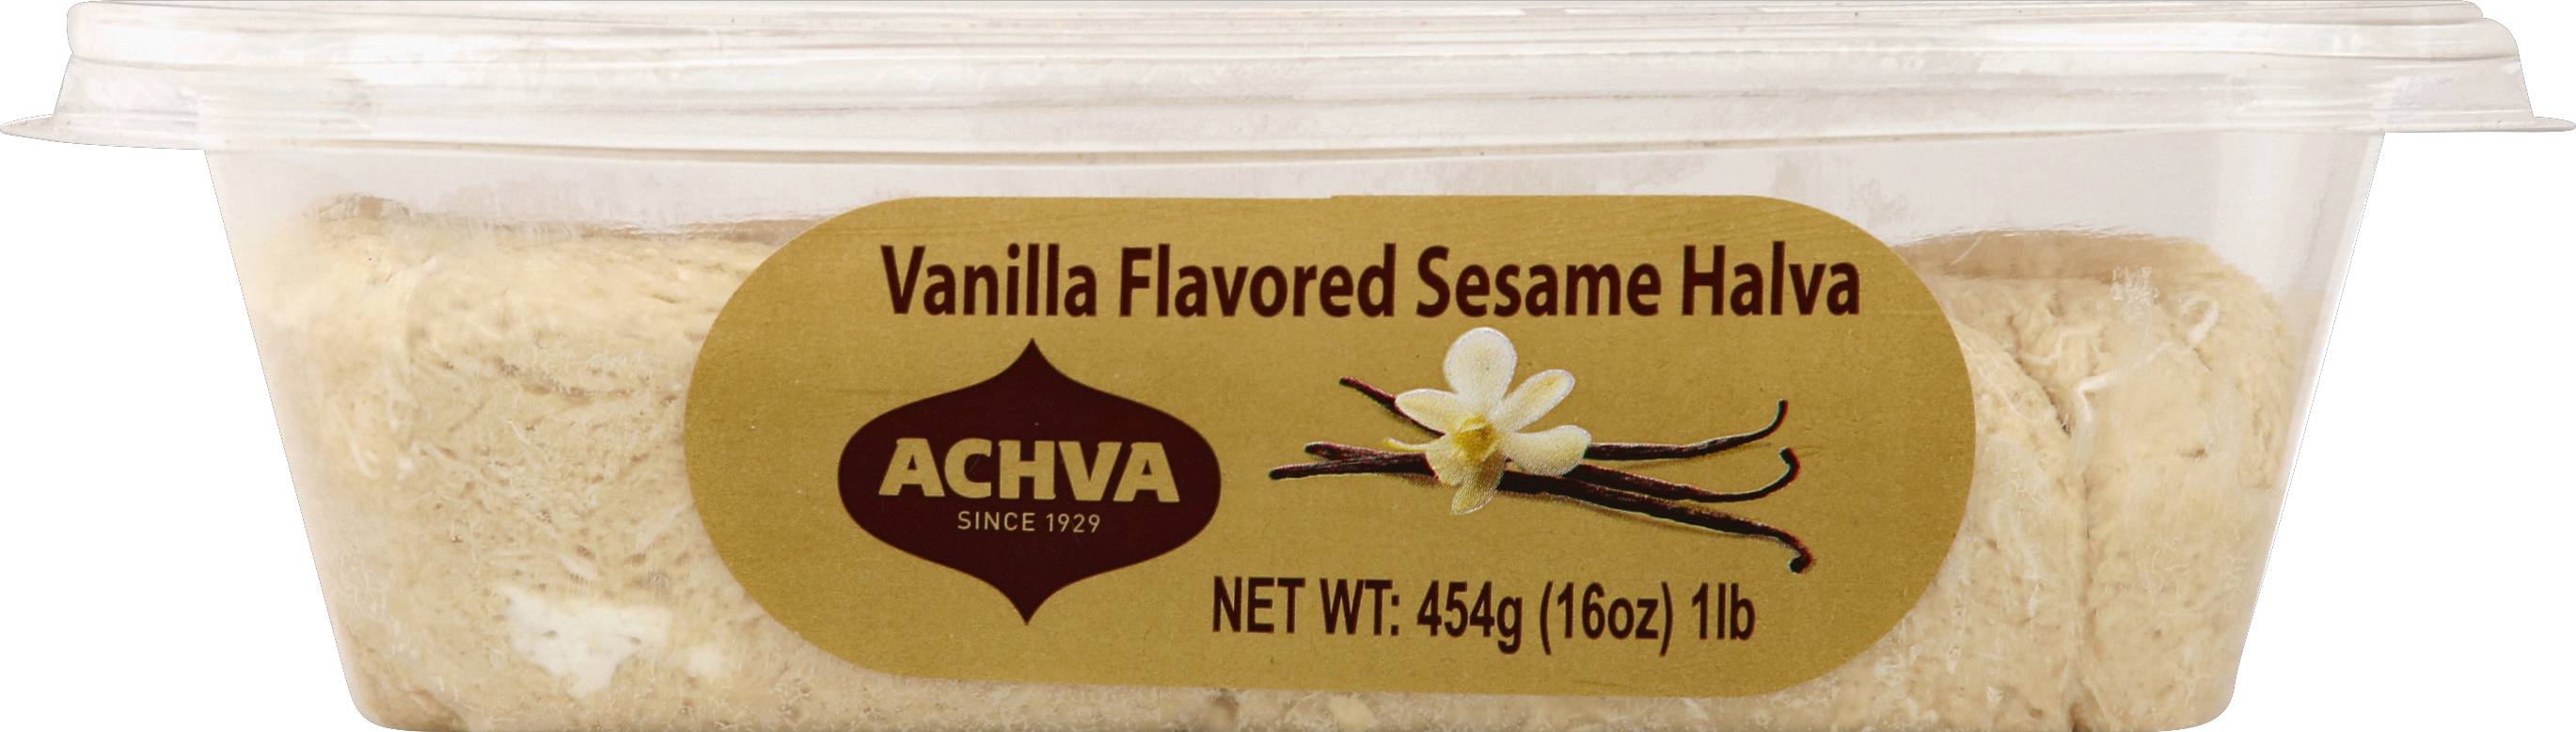 Vanilla Flavored Sesame Halva
ACHVA
SINCE 1929
NET WT: 454g (16oz) 1lb